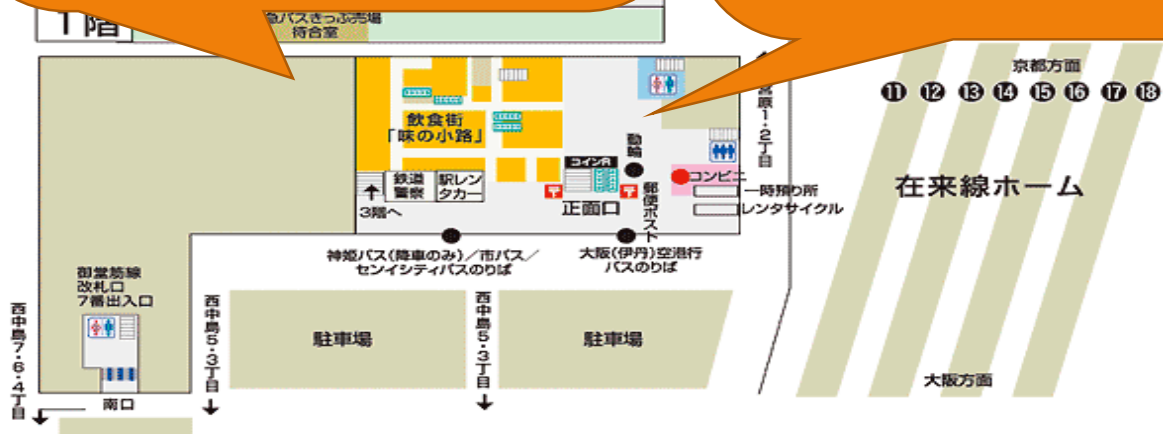 1階
急バスきっぷ売場
待合室
京都方面
⑪ ⑫ ⑬ ⑭ ⑮ ⑯ ⑰ ⑱
宮原1・2丁目
飲食街
「味の小路」
動輪
コインR
コンビニ
在来線ホーム
鉄道
警察
駅レン
タカー
一時預り所
3階へ
正面口
郵便ポスト
レンタサイクル
神姫バス(降車のみ)/市バス/
センイシティバスのりば
大阪(伊丹)空港行
バスのりば
御堂筋線
改札口
7番出入口
西中島7・6・4丁目
西中島5・3丁目
駐車場
西中島5・3丁目
駐車場
大阪方面
南口